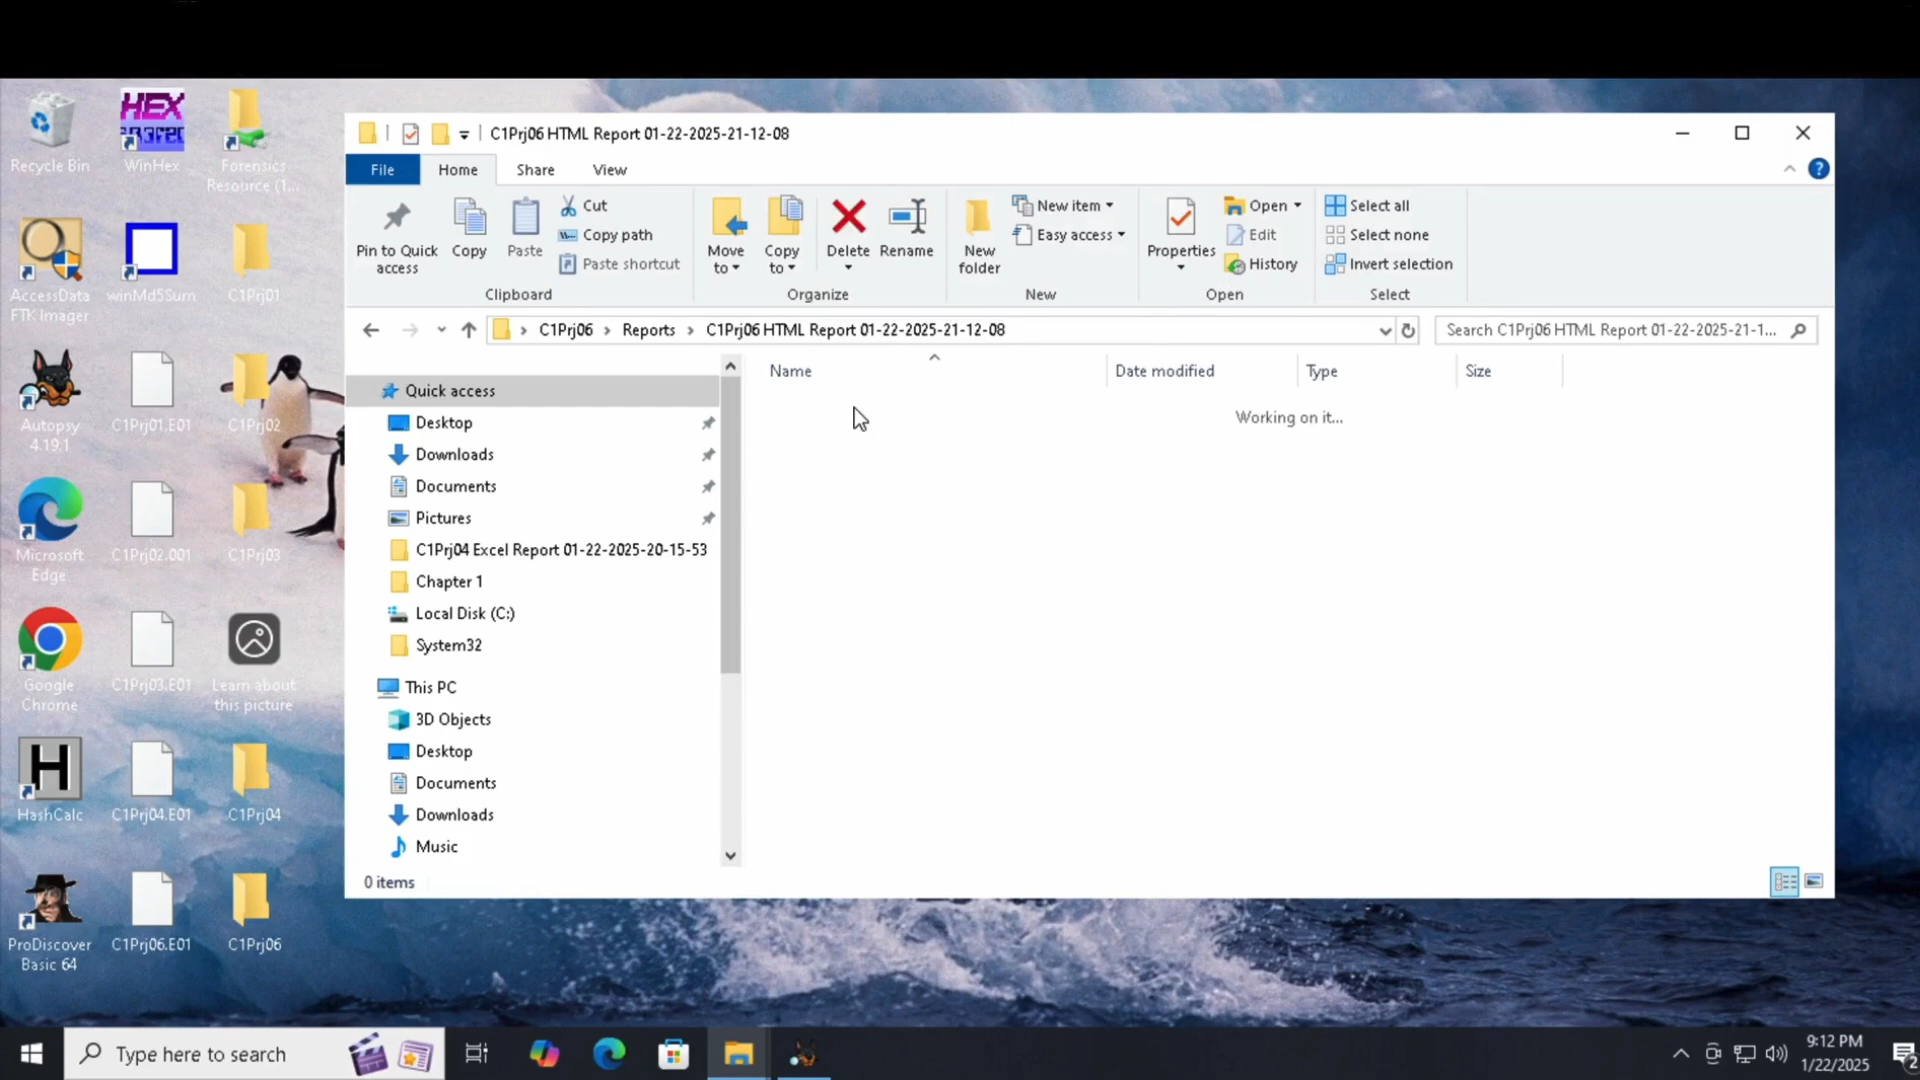 C1Prj06 HTML Report 01-22-2025-21-12-08
File
Home
Share
View
Pin to Quick
access
Copy
Paste
Cut
Copy path
Paste shortcut
Clipboard
Move
to
Copy
to
Delete
Rename
Organize
New
folder
New item
Easy access
New
Properties
Open
Edit
History
Open
Select all
Select none
Invert selection
Select
C1Prj06
Reports
C1Prj06 HTML Report 01-22-2025-21-12-08
Search C1Prj06 HTML Report 01-22-2025-21-1...
Quick access
Desktop
Downloads
Documents
Pictures
C1Prj04 Excel Report 01-22-2025-20-15-53
Chapter 1
Local Disk (C:)
System32
This PC
3D Objects
Desktop
Documents
Downloads
Music
Name
Date modified
Type
Size
Working on it...
0 items
Recycle Bin
HEX
WinHex
Forensics
Resource (1...
AccessData
FTK Imager
winMd5Sum
C1Prj01
Autopsy
4.19.1
C1Prj01.E01
C1Prj02
Microsoft
Edge
C1Prj02.001
C1Prj03
Google
Chrome
C1Prj03.E01
Learn about
this picture
H
HashCalc
C1Prj04.E01
C1Prj04
ProDiscover
Basic 64
C1Prj06.E01
C1Prj06
Type here to search
9:12 PM
1/22/2025
2